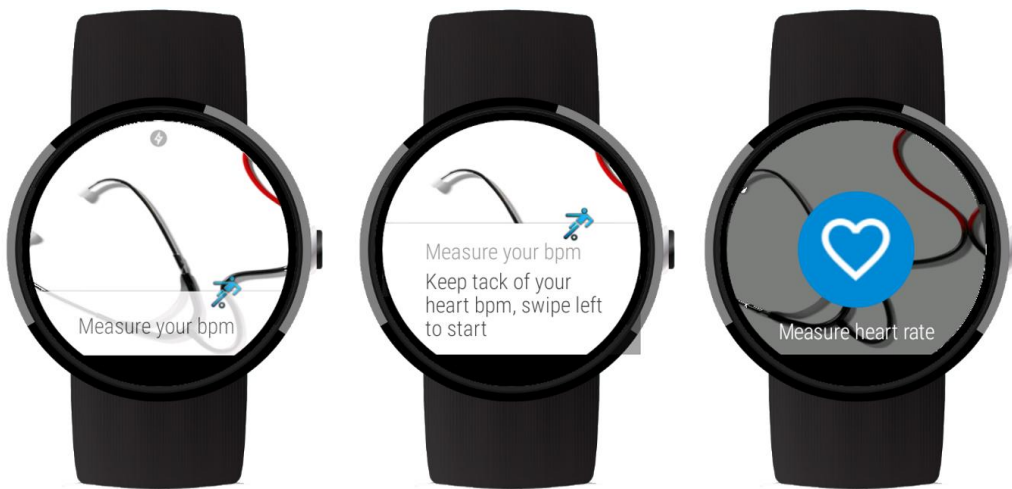 Measure your bpm
Measure your bpm
Keep tack of your
heart bpm, swipe left
to start
Measure heart rate